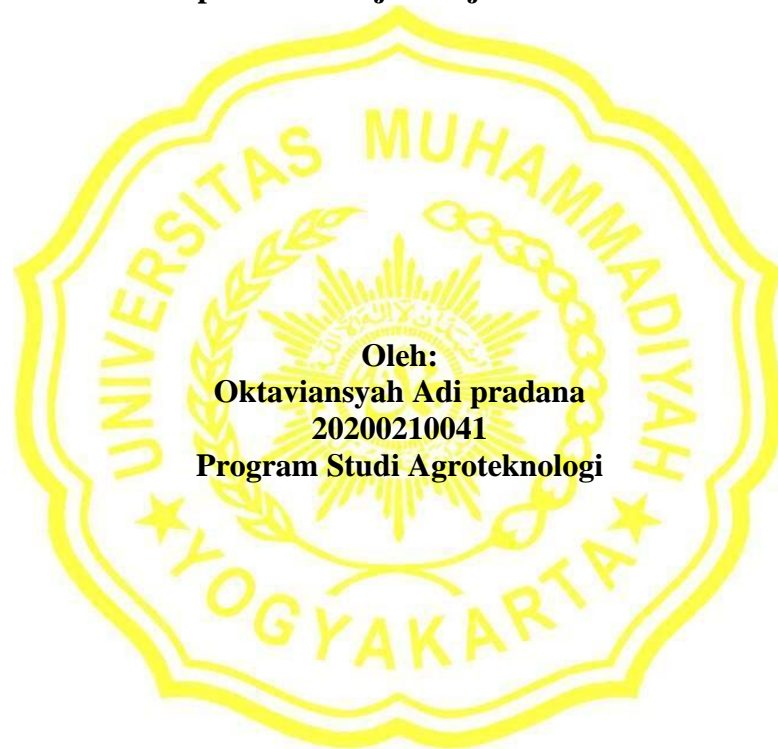 UNIVERSITAS MUHAMMADIYAH
YOGYAKARTA
Oleh:
Oktaviansyah Adi pradana
20200210041
Program Studi Agroteknologi